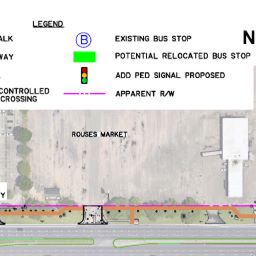 LEGEND
ALK
B EXISTING BUS STOP
N
WAY
POTENTIAL RELOCATED BUS STOP
ADD PED SIGNAL PROPOSED
CONTROLLED
CROSSING
APPARENT R/W
ROUSES MARKET
Y